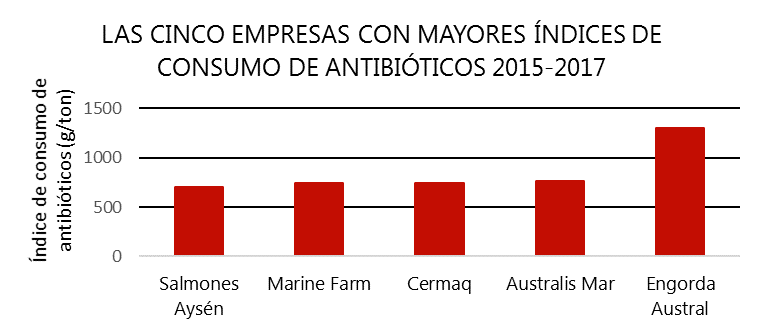 LAS CINCO EMPRESAS CON MAYORES ÍNDICES DE
CONSUMO DE ANTIBIÓTICOS 2015-2017
Índice de consumo de
antibióticos (g/ton)
1500
1000
500
0
Salmones
Aysén
Marine Farm
Cermaq
Australis Mar
Engorda
Austral